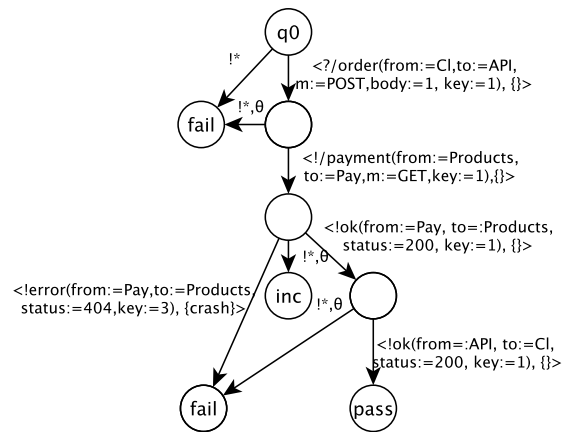 q0
!*
<?/order(from:=Cl,to:=API,
m:=POST,body:=1, key:=1), {}>
!*,θ
fail
<!/payment(from:=Products,
to:=Pay,m:=GET,key:=1),{}>
<!ok(from:=Pay, to=:Products,
status:=200, key:=1), {}>
!*,θ
<!error(from:=Pay,to:=Products,
status:=404,key:=3), {crash}>
inc
!*,θ
<!ok(from=:API, to:=Cl,
status:=200, key:=1), {}>
fail
pass